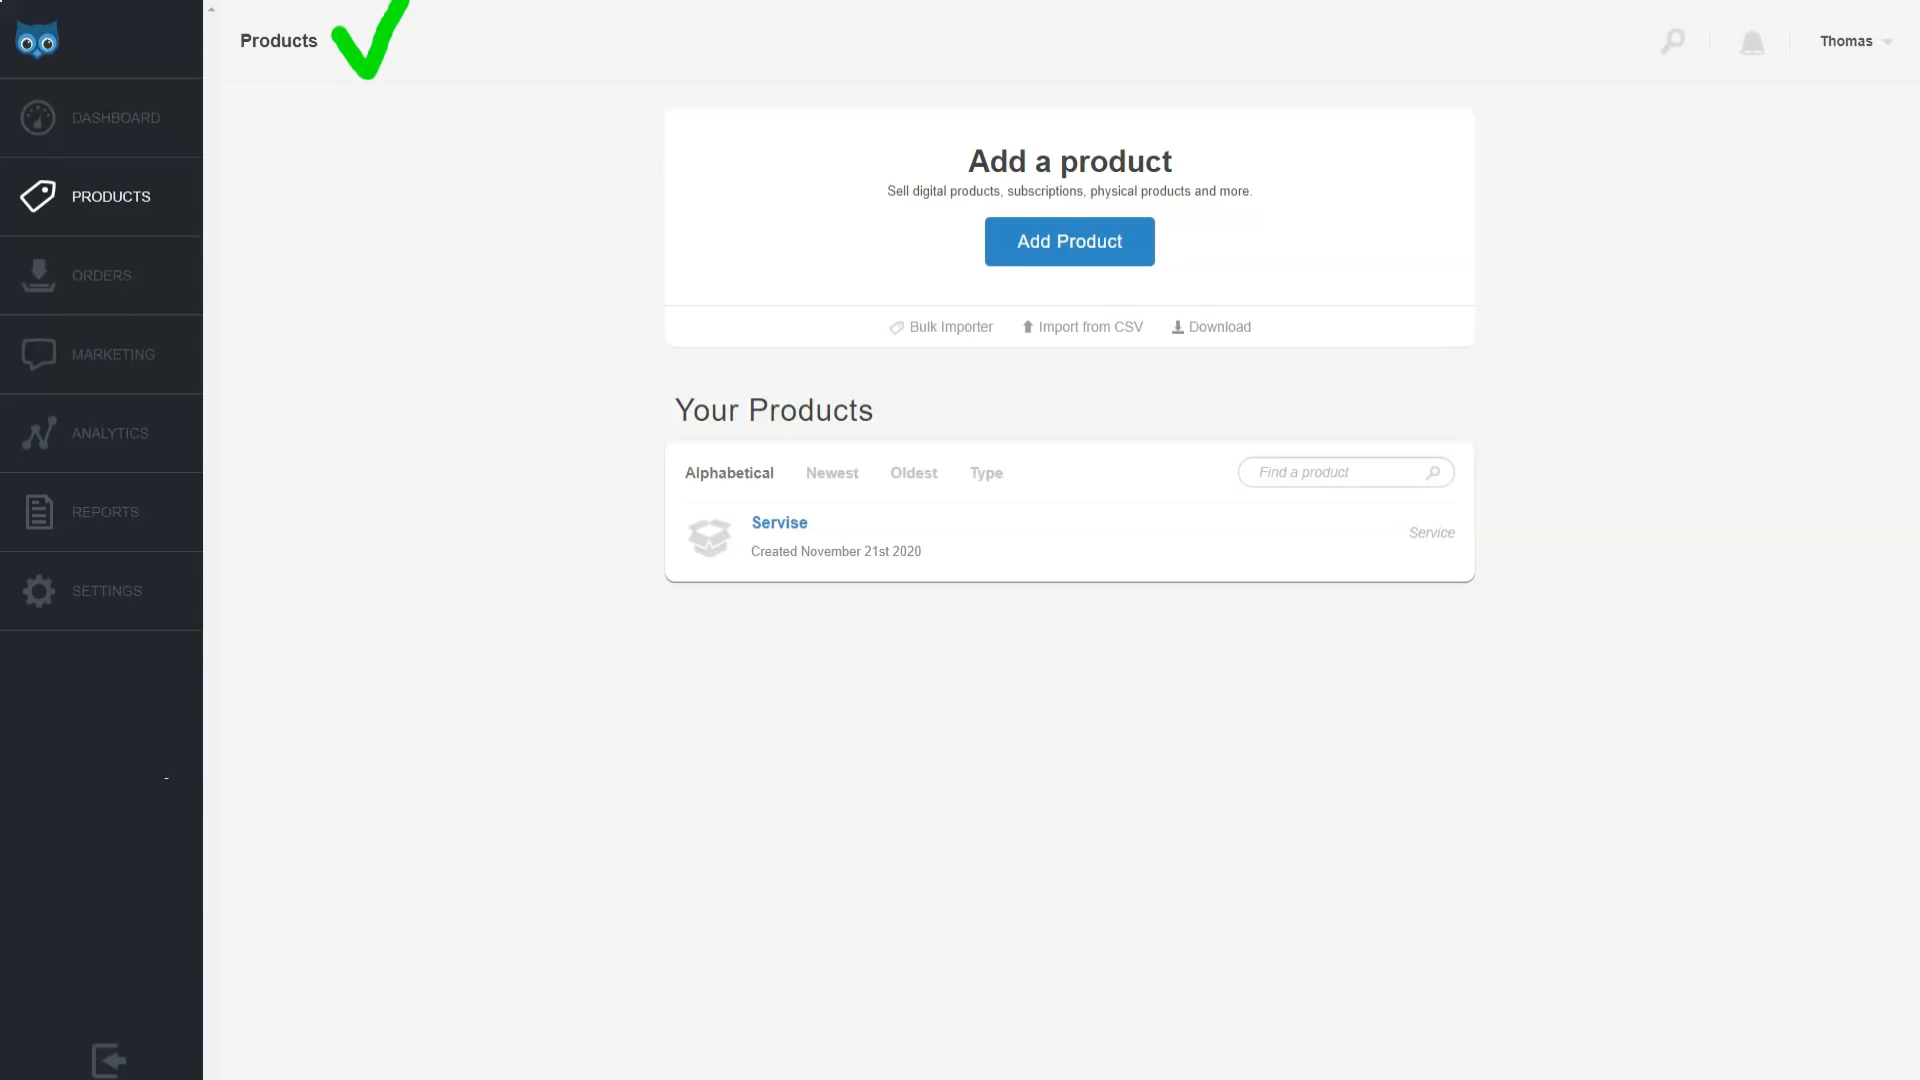 Products
Thomas
DASHBOARD
PRODUCTS
ORDERS
MARKETING
ANALYTICS
REPORTS
SETTINGS
Add a product
Sell digital products, subscriptions, physical products and more.
Add Product
Bulk Importer Import from CSV Download
Your Products
Alphabetical Newest Oldest Type Find a product
Servise
Service
Created November 21st 2020